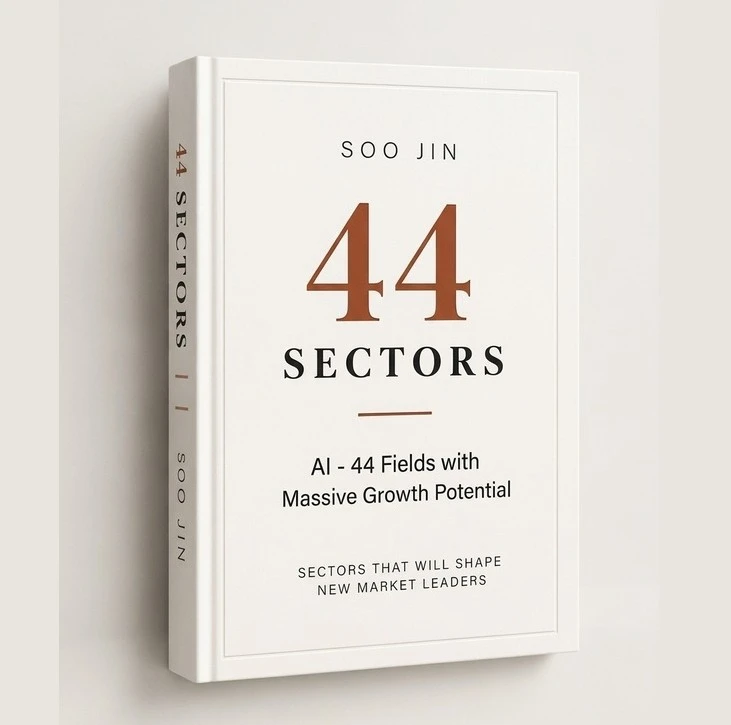 SOO JIN
44
SECTORS
AI - 44 Fields with
Massive Growth Potential
SECTORS THAT WILL SHAPE
NEW MARKET LEADERS
44 SECTORS | | SOO JIN